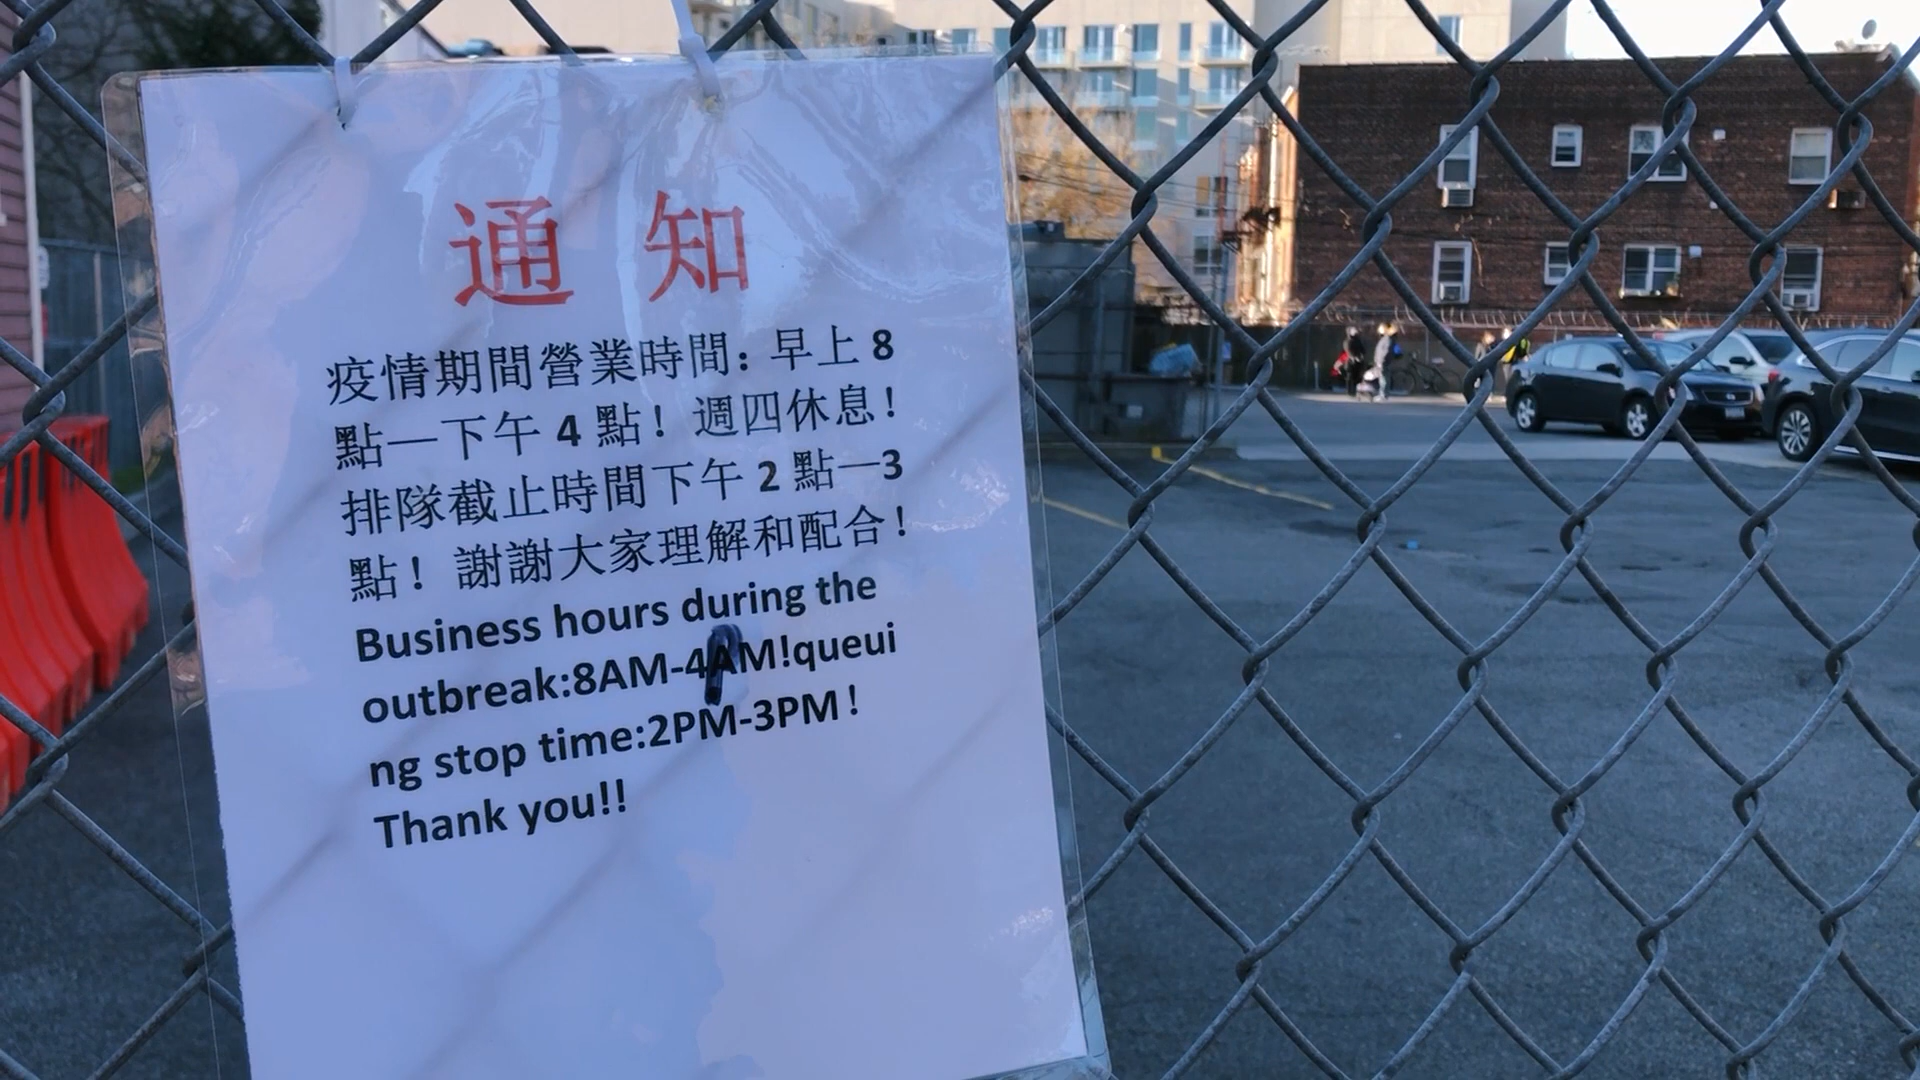 通 知
疫情期間營業時間：早上 8
點—下午 4 點！週四休息！
排隊截止時間下午 2 點—3
點！謝謝大家理解和配合！
Business hours during the
outbreak:8AM-4PM!queui
ng stop time:2PM-3PM！
Thank you!!